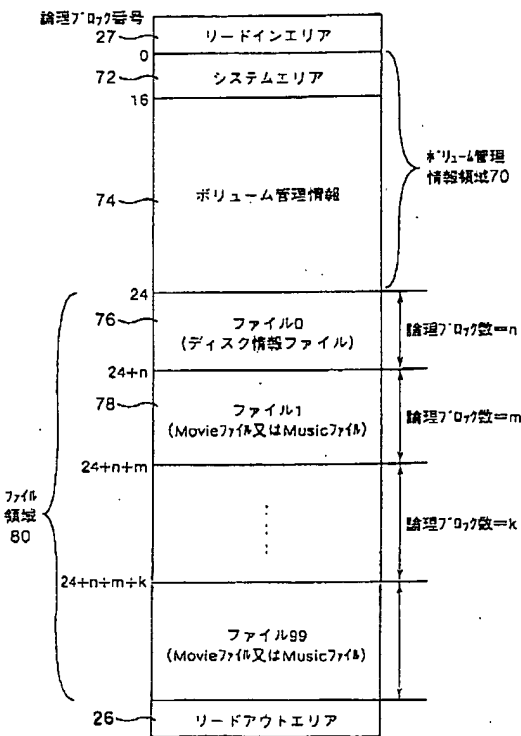 論理ブロック番号
27
リードインエリア
0
72
システムエリア
16
ボリューム管理
情報領域70
74
ボリューム管理情報
24
76
ファイル0
(ディスク情報ファイル)
論理ブロック数=n
24+n
78
ファイル1
(Movieファイル又はMusicファイル)
論理ブロック数=m
24+n+m
ファイル
領域
80
論理ブロック数=k
24+n+m+k
ファイル99
(Movieファイル又はMusicファイル)
26
リードアウトエリア